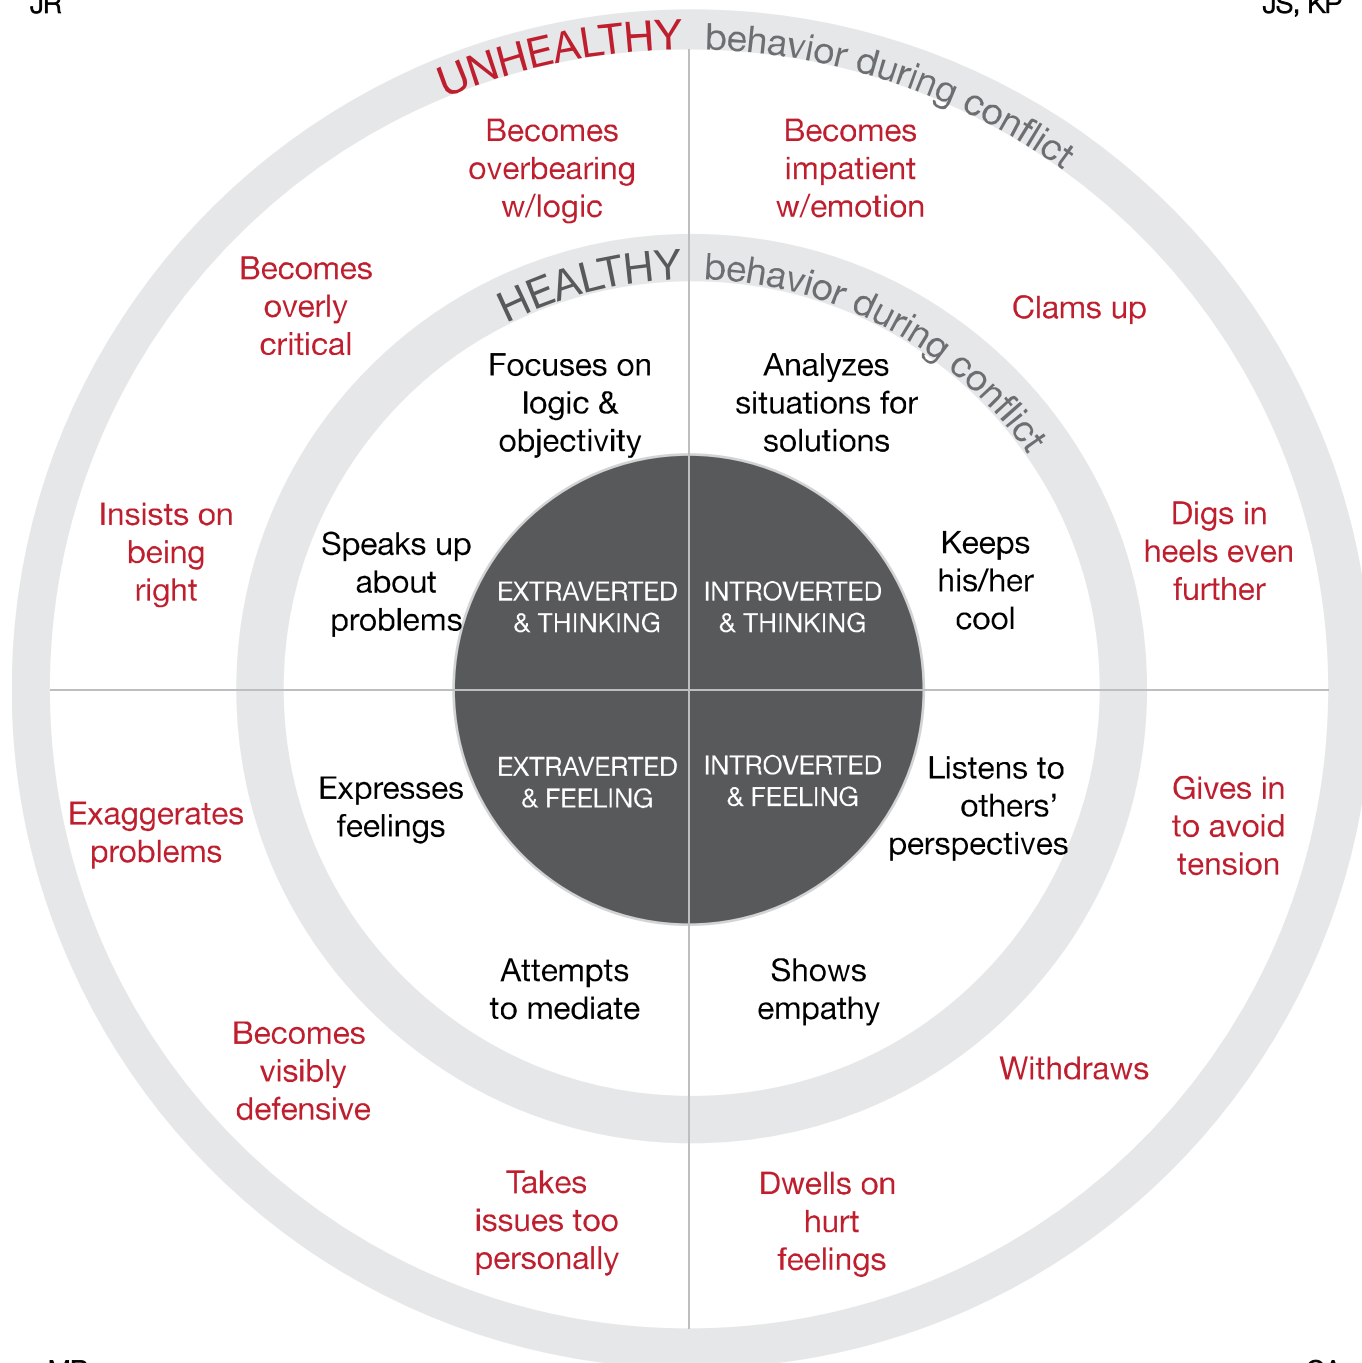 JR
JS, KP
UNHEALTHY behavior during conflict
Becomes
overbearing
w/logic
Becomes
impatient
w/emotion
Becomes
overly
critical
Clams up
Insists on
being
right
Digs in
heels even
further
HEALTHY behavior during conflict
Focuses on
logic &
objectivity
Analyzes
situations for
solutions
Speaks up
about
problems
Keeps
his/her
cool
EXTRAVERTED
& THINKING
INTROVERTED
& THINKING
EXTRAVERTED
& FEELING
INTROVERTED
& FEELING
Expresses
feelings
Listens to
others’
perspectives
Attempts
to mediate
Shows
empathy
Exaggerates
problems
Gives in
to avoid
tension
Becomes
visibly
defensive
Withdraws
Takes
issues too
personally
Dwells on
hurt
feelings